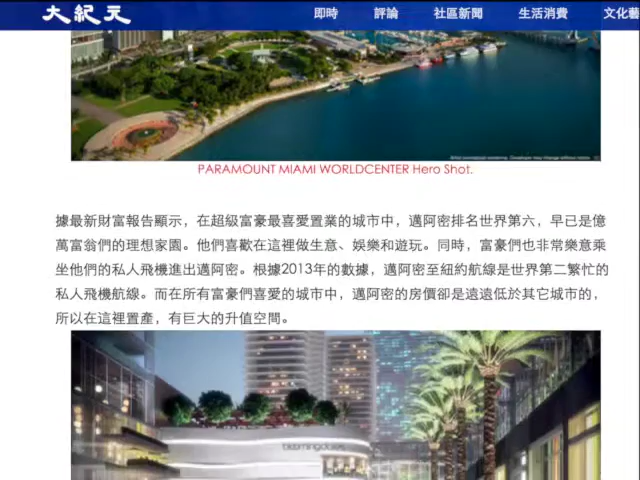 大紀元 即時 評論 社區新聞 生活消費 文化藝
Artist conceptual rendering. Developer may change without notice.
PARAMOUNT MIAMI WORLDCENTER Hero Shot.
據最新財富報告顯示，在超級富豪最喜愛置業的城市中，邁阿密排名世界第六，早已是億
萬富翁們的理想家園。他們喜歡在這裡做生意、娛樂和遊玩。同時，富豪們也非常樂意乘
坐他們的私人飛機進出邁阿密。根據2013年的數據，邁阿密至紐約航線是世界第二繁忙的
私人飛機航線。而在所有富豪們喜愛的城市中，邁阿密的房價卻是遠遠低於其它城市的，
所以在這裡置產，有巨大的升值空間。
bloomingdale's